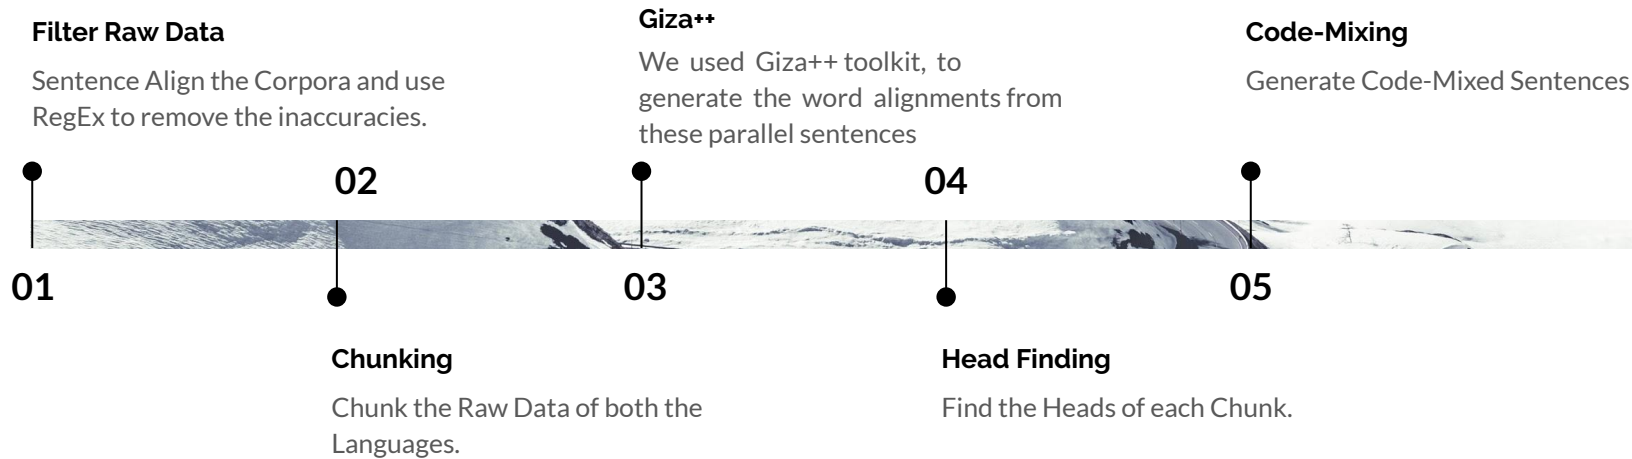 Filter Raw Data
Sentence Align the Corpora and use
RegEx to remove the inaccuracies.
01
02
Chunking
Chunk the Raw Data of both the
Languages.
Giza++
We used Giza++ toolkit, to
generate the word alignments from
these parallel sentences
03
04
Head Finding
Find the Heads of each Chunk.
Code-Mixing
Generate Code-Mixed Sentences
05